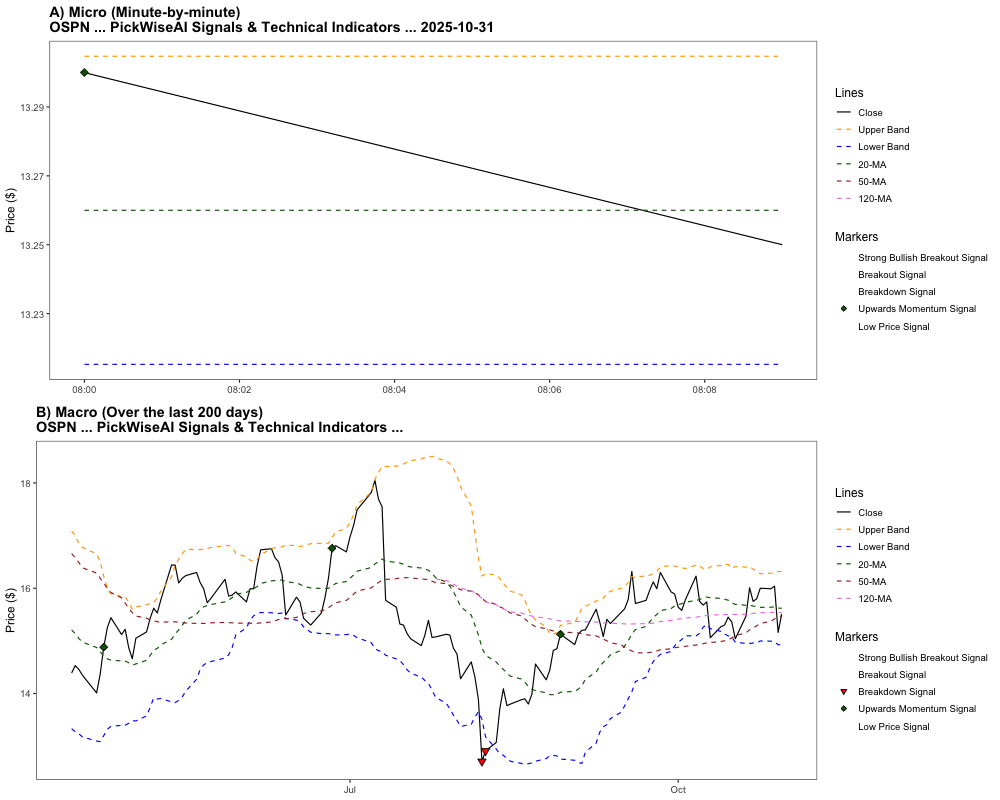 A) Micro (Minute-by-minute)
OSPN ... PickWiseAI Signals & Technical Indicators ... 2025-10-31
Price ($)
13.29
13.27
13.25
13.23
08:00
08:02
08:04
08:06
08:08
Lines
Close
Upper Band
Lower Band
20-MA
50-MA
120-MA
Markers
Strong Bullish Breakout Signal
Breakout Signal
Breakdown Signal
Upwards Momentum Signal
Low Price Signal
B) Macro (Over the last 200 days)
OSPN ... PickWiseAI Signals & Technical Indicators ...
Price ($)
18
16
14
Jul
Oct
Lines
Close
Upper Band
Lower Band
20-MA
50-MA
120-MA
Markers
Strong Bullish Breakout Signal
Breakout Signal
Breakdown Signal
Upwards Momentum Signal
Low Price Signal